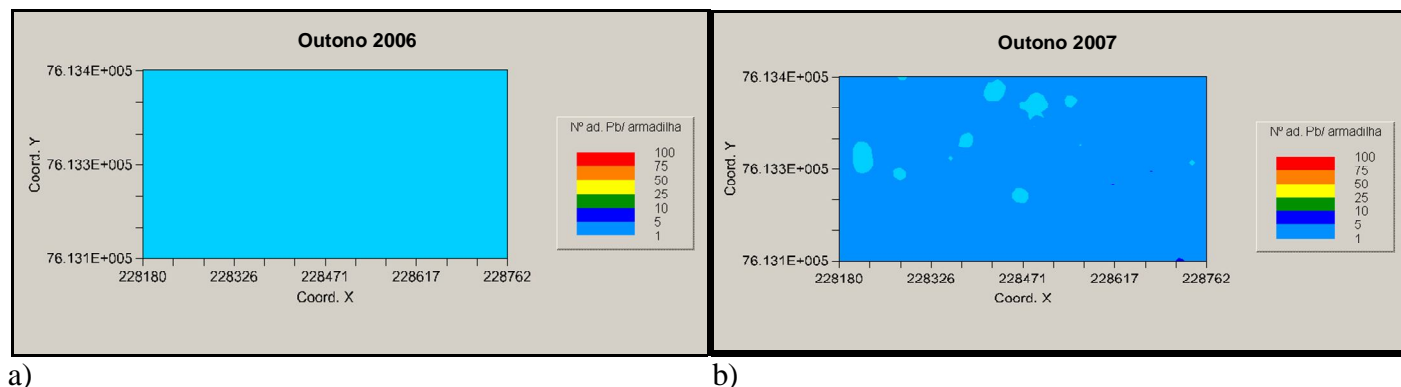 Outono 2006
76.134E+005
76.133E+005
76.131E+005
Coord. Y
228180 228326 228471 228617 228762
Coord. X
Nº ad. Pb/ armadilha
100
75
50
25
10
5
1
Outono 2007
76.134E+005
76.133E+005
76.131E+005
Coord. Y
228180 228326 228471 228617 228762
Coord. X
Nº ad. Pb/ armadilha
100
75
50
25
10
5
1
a) b)